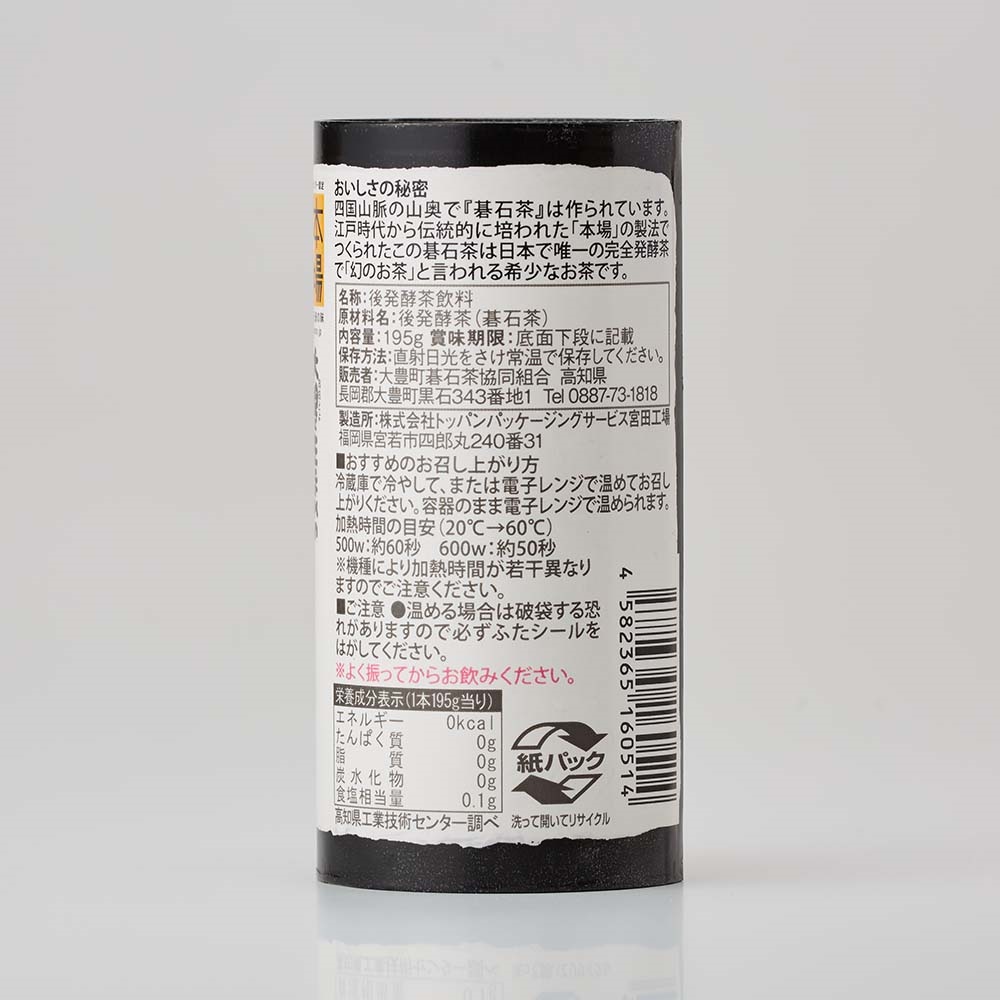 おいしさの秘密
四国山脈の山奥で『碁石茶』は作られています。
江戸時代から伝統的に培われた「本場」の製法で
つくられたこの碁石茶は日本で唯一の完全発酵茶
で「幻のお茶」と言われる希少なお茶です。
名称:後発酵茶飲料
原材料名:後発酵茶(碁石茶)
内容量:195g 賞味期限:底面下段に記載
保存方法:直射日光をさけ常温で保存してください。
販売者:大豊町碁石茶協同組合 高知県
長岡郡大豊町黒石343番地1 Tel 0887-73-1818
製造所:株式会社トッパンパッケージングサービス宮田工場
福岡県宮若市四郎丸240番31
■おすすめのお召し上がり方
冷蔵庫で冷やして、または電子レンジで温めてお召し
上がりください。容器のまま電子レンジで温められます。
加熱時間の目安(20℃→60℃)
500w:約60秒 600w:約50秒
※機種により加熱時間が若干異なり
ますのでご注意ください。
■ご注意 ●温める場合は破袋する恐
れがありますので必ずふたシールを
はがしてください。
※よく振ってからお飲みください。
栄養成分表示(1本195g当り)
エネルギー 0kcal
たんぱく質 0g
脂質 0g
炭水化物 0g
食塩相当量 0.1g
高知県工業技術センター調べ
紙パック
洗って開いてリサイクル
4 582365 160514